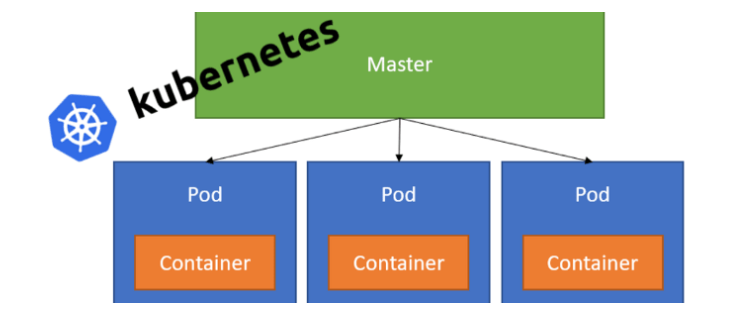 kubernetes
Master
Pod Pod Pod
Container Container Container